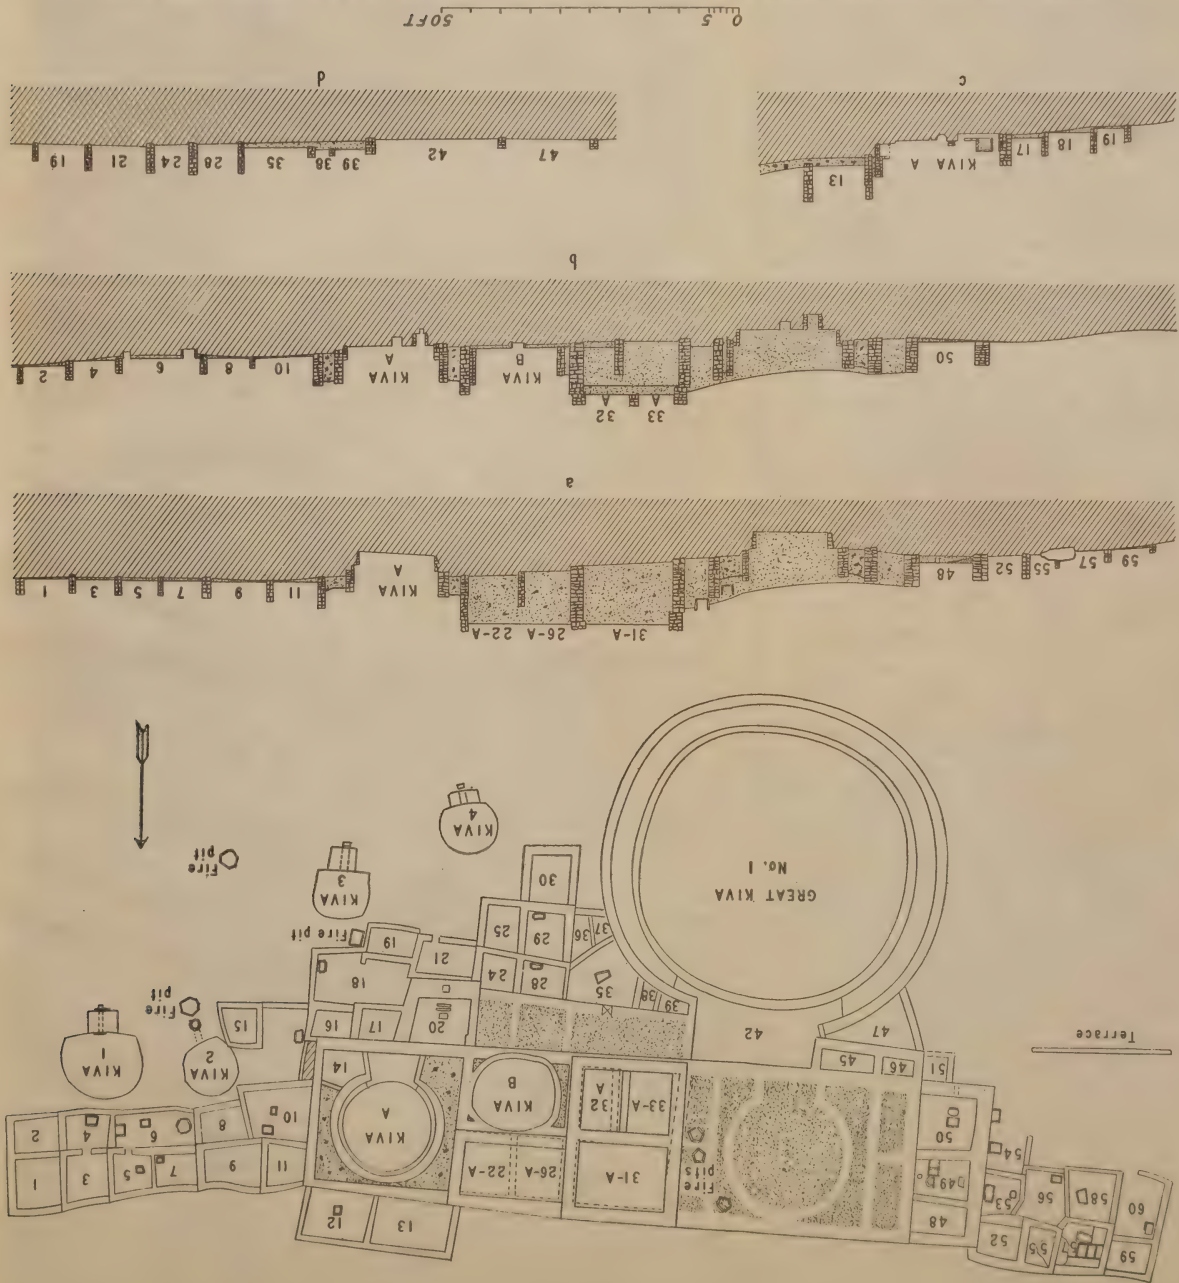 59
57
55
52
48
60
58
56
53
49
54
50
51
46
45
47
42
Terrace
Fire
pits
31-A
33-A
32
A
26-A
22-A
KIVA
B
13
12
KIVA
A
14
11
9
7
5
3
1
10
8
6
4
2
KIVA
2
KIVA
1
Fire
pit
15
20
17
16
18
21
19
Fire pit
39
38
35
28
24
37
36
29
25
30
GREAT KIVA
No. 1
KIVA
4
KIVA
3
Fire
pit
59 57 55 52 48 31-A 26-A 22-A KIVA A 11 9 7 5 3 1
a
50 33 A 32 A KIVA B KIVA A 10 8 6 4 2
b
19 18 17 KIVA A 13
c
47 42 39 38 35 28 24 21 19
d
0 5 50FT